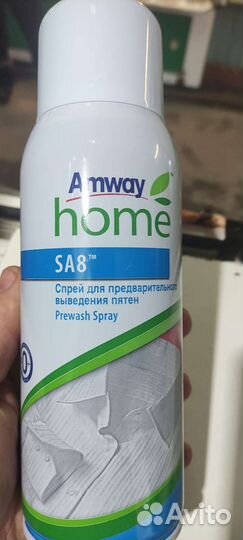 Amway
home
SA8™
Спрей для предварительного
выведения пятен
Prewash Spray
Avito